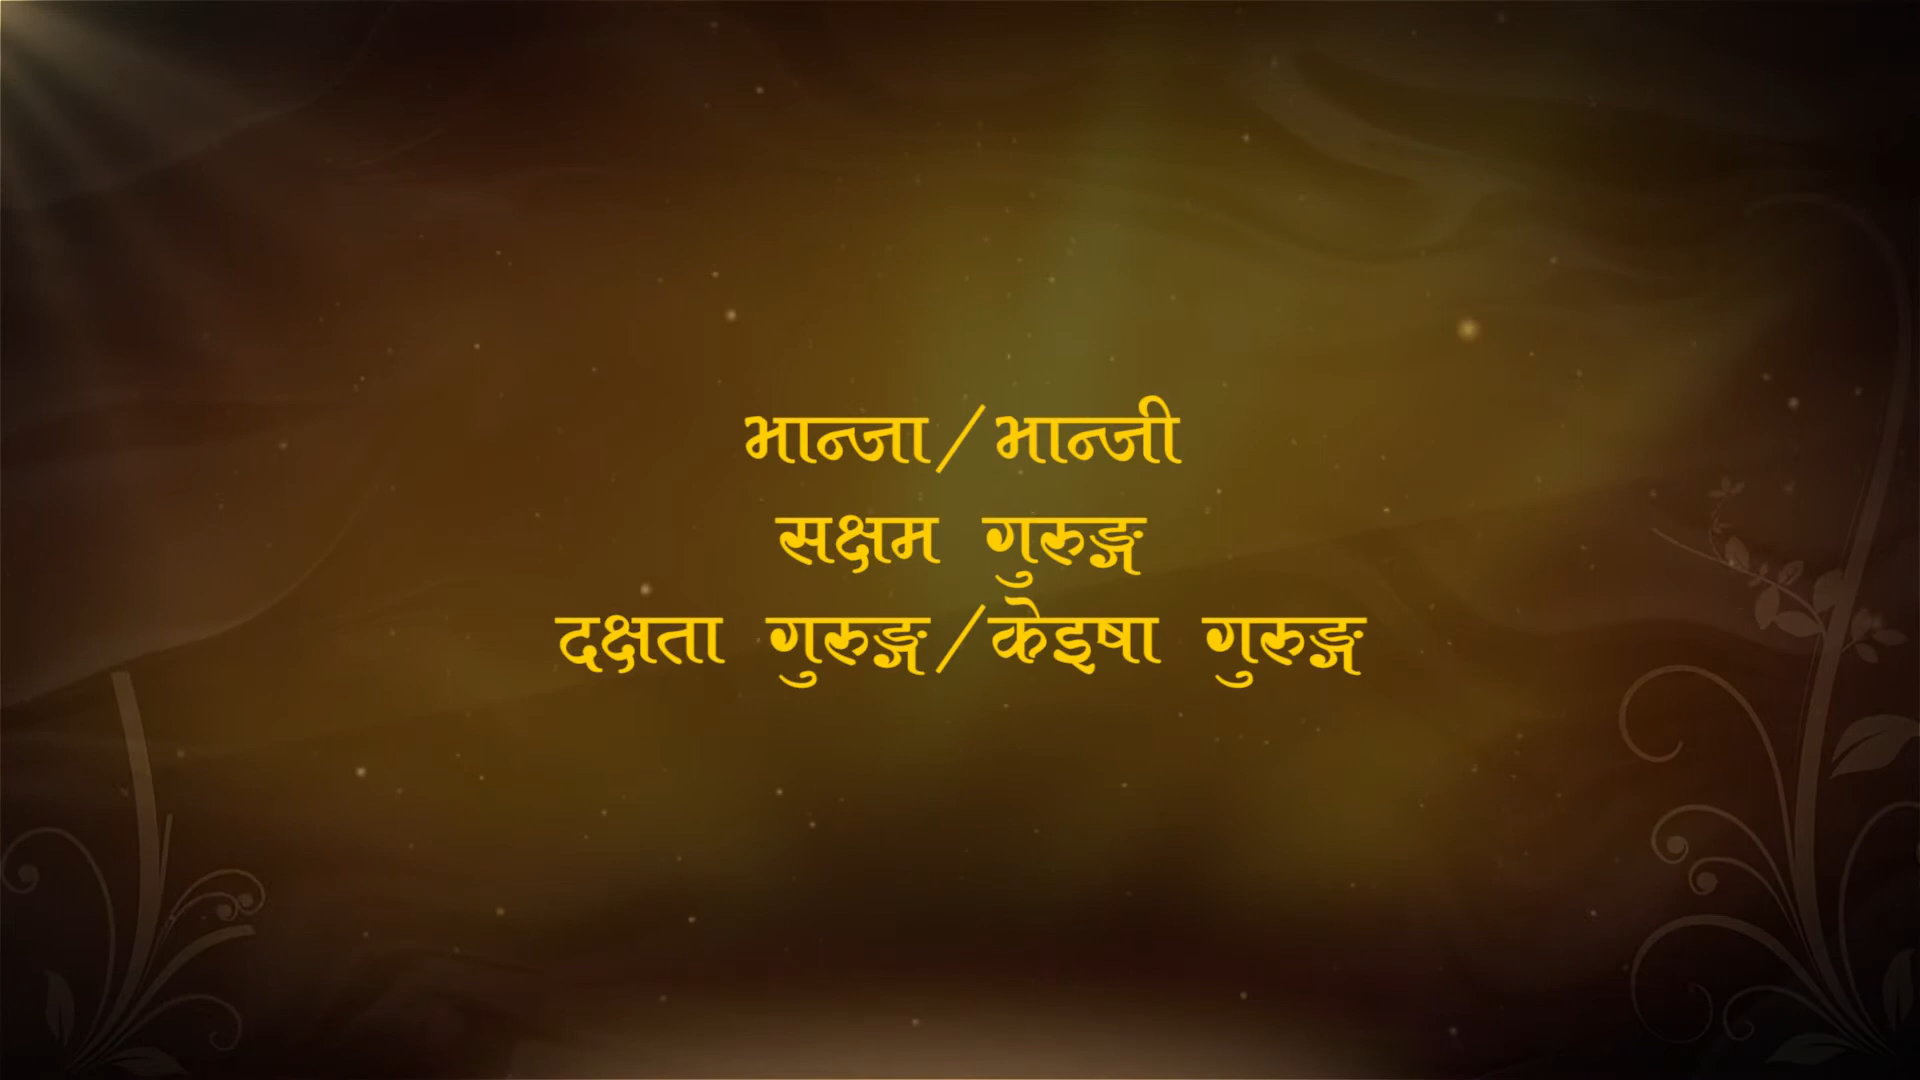 भान्जा/भान्जी
सक्षम गुरुङ्ग
दक्षता गुरुङ्ग/केइषा गुरुङ्ग